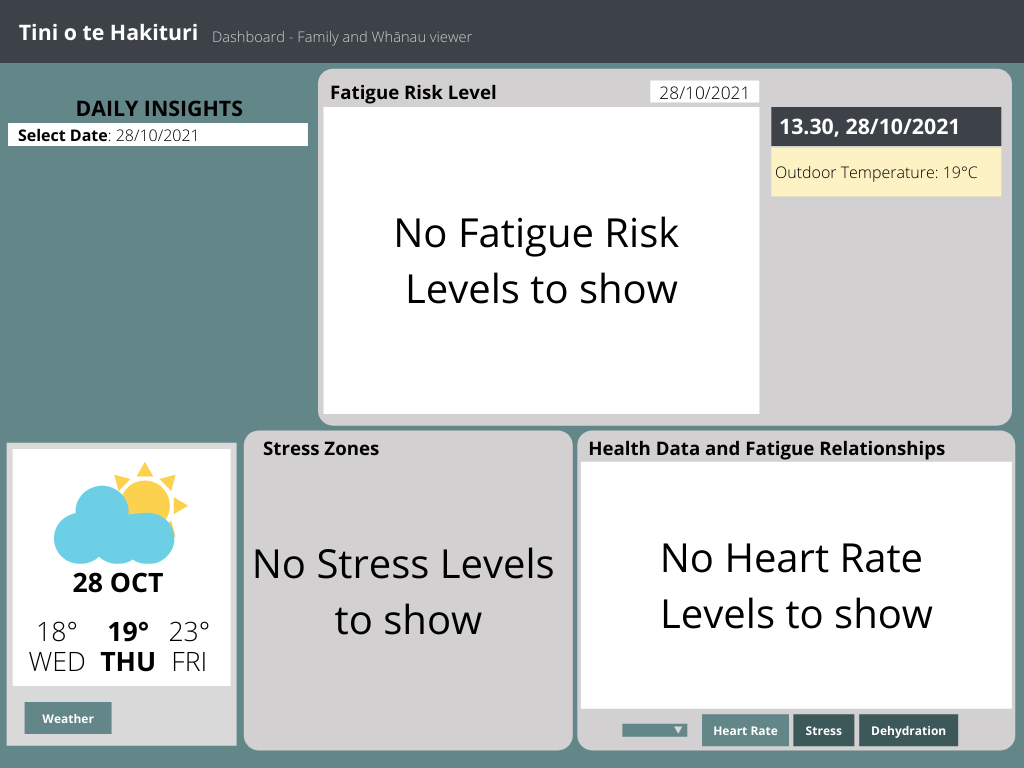 Tini o te Hakituri Dashboard - Family and Whānau viewer
DAILY INSIGHTS
Select Date: 28/10/2021
Fatigue Risk Level 28/10/2021
No Fatigue Risk
Levels to show
13.30, 28/10/2021
Outdoor Temperature: 19°C
28 OCT
18° 19° 23°
WED THU FRI
Weather
Stress Zones
No Stress Levels
to show
Health Data and Fatigue Relationships
No Heart Rate
Levels to show
Heart Rate Stress Dehydration